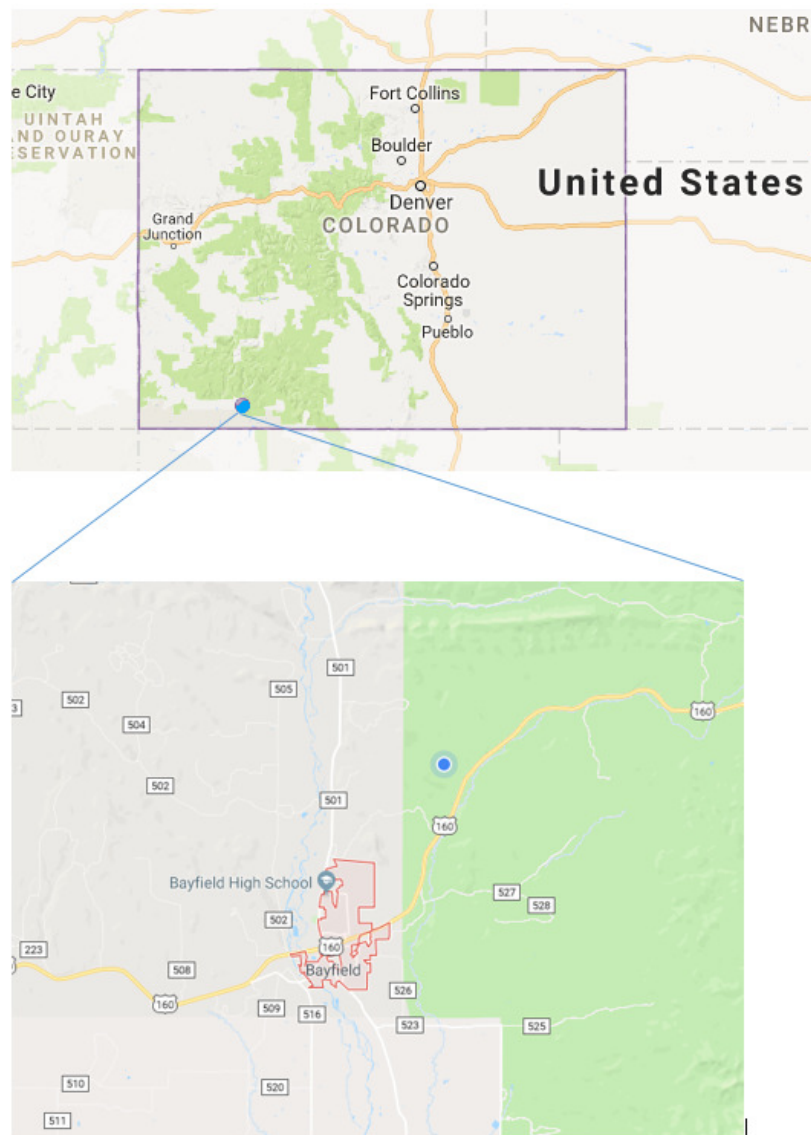 NEBR
Fort Collins
e City
UINTAH
ND OURAY
ESERVATION
Boulder
United States
Denver
Grand
Junction
COLORADO
Colorado
Springs
Pueblo
501
505
502
3
160
504
502
501
160
Bayfield High School
527
528
502
223
160
508
Bayfield
526
160
509
516
523
525
510
520
511